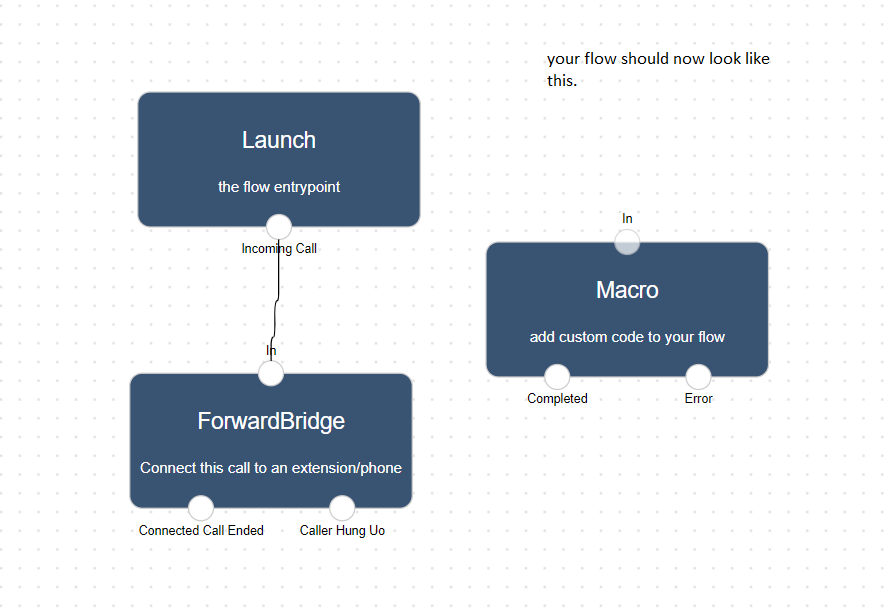 your flow should now look like
this.
Launch
the flow entrypoint
Incoming Call
In
Macro
add custom code to your flow
Completed
Error
In
ForwardBridge
Connect this call to an extension/phone
Connected Call Ended
Caller Hung Uo